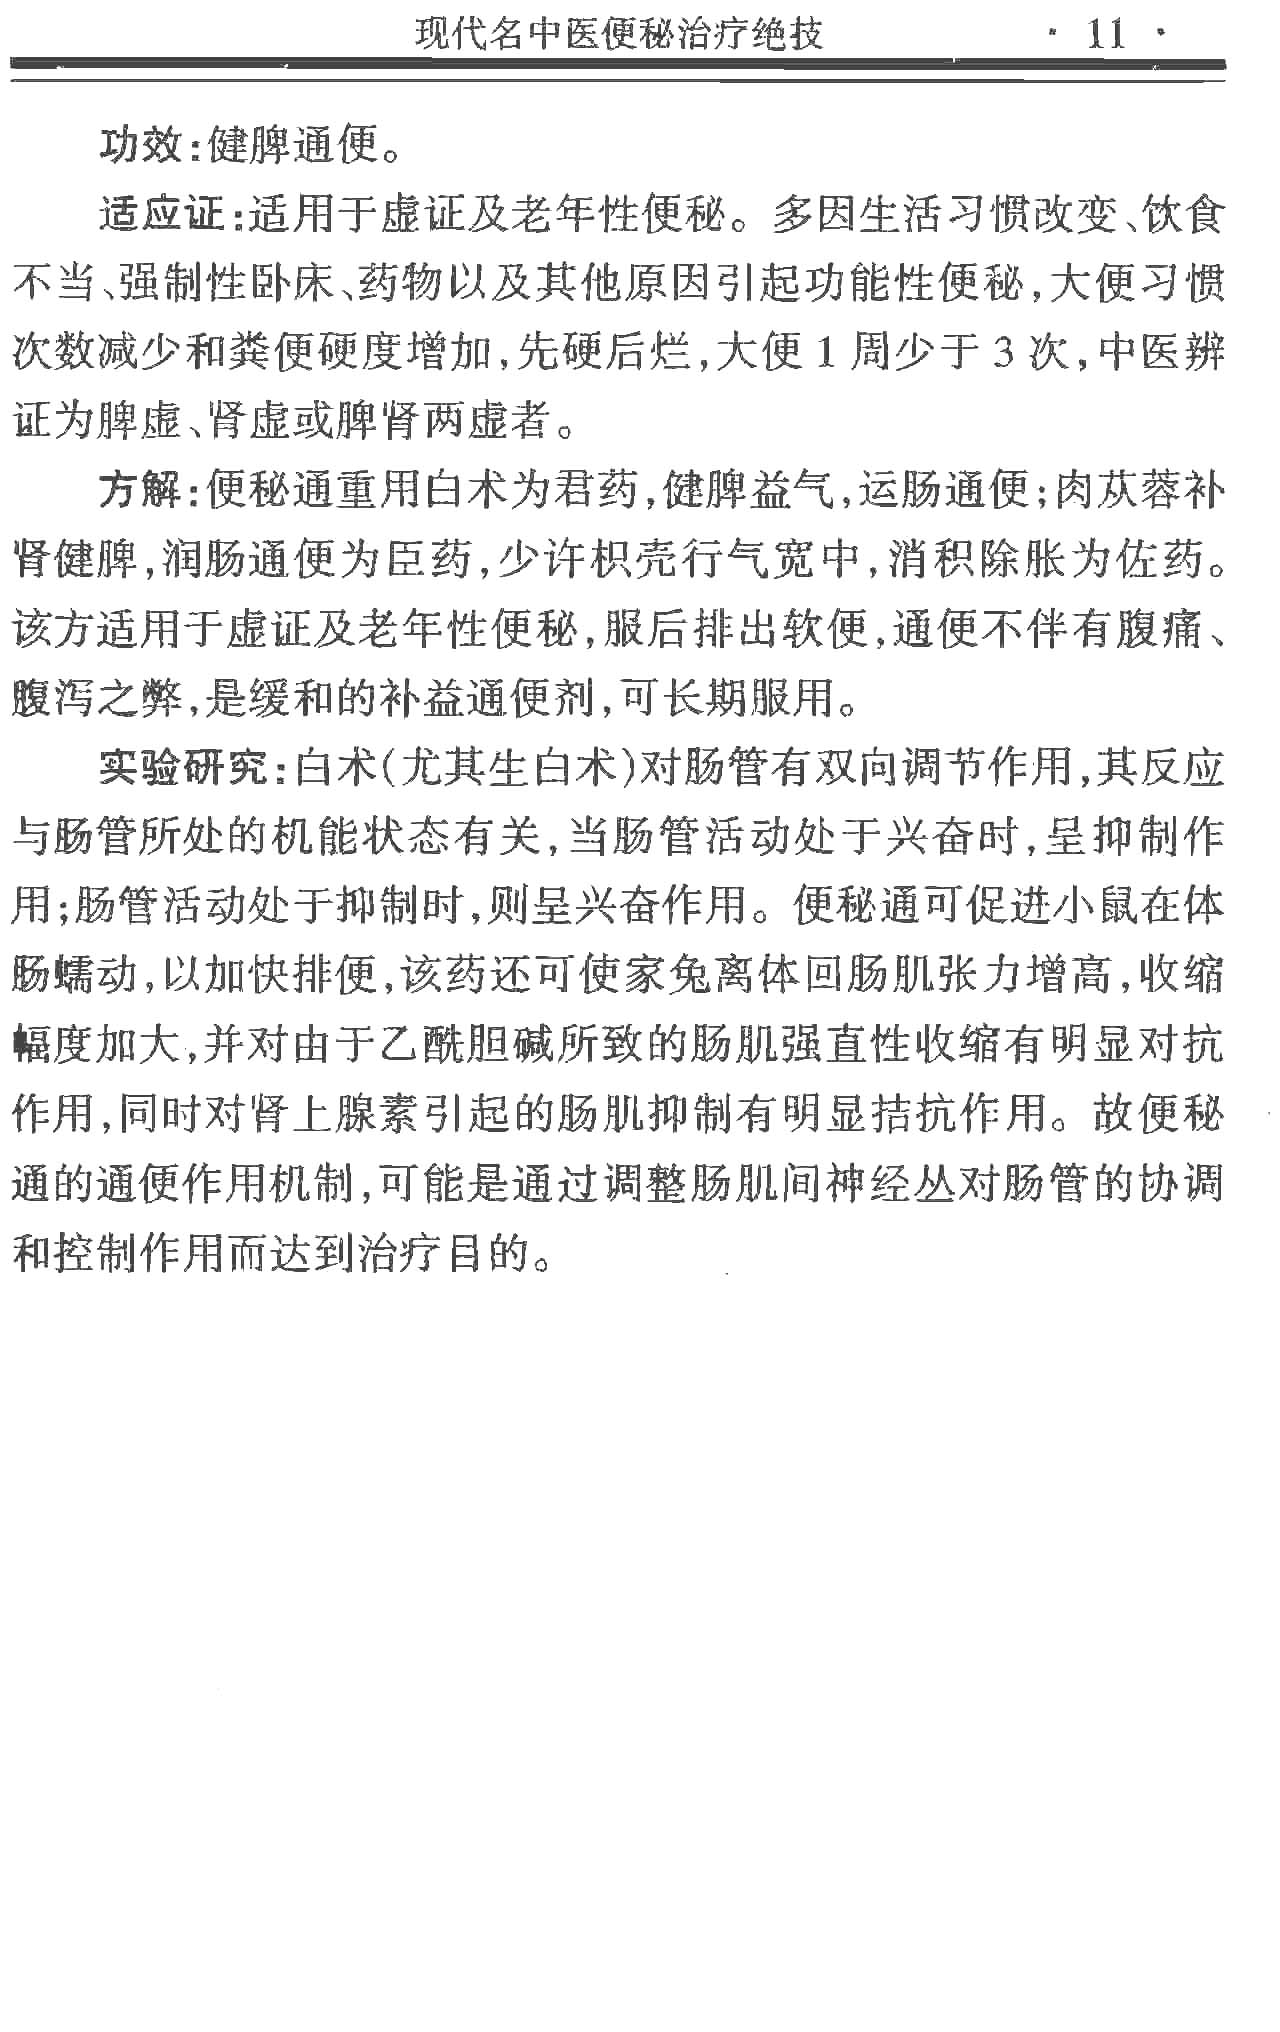 现代名中医便秘治疗绝技 · 11 ·
功效:健脾通便。
适应证:适用于虚证及老年性便秘。多因生活习惯改变、饮食
不当、强制性卧床、药物以及其他原因引起功能性便秘,大便习惯
次数减少和粪便硬度增加,先硬后烂,大便1周少于3次,中医辨
证为脾虚、肾虚或脾肾两虚者。
方解:便秘通重用白术为君药,健脾益气,运肠通便;肉苁蓉补
肾健脾,润肠通便为臣药,少许枳壳行气宽中,消积除胀为佐药。
该方适用于虚证及老年性便秘,服后排出软便,通便不伴有腹痛、
腹泻之弊,是缓和的补益通便剂,可长期服用。
实验研究:白术(尤其生白术)对肠管有双向调节作用,其反应
与肠管所处的机能状态有关,当肠管活动处于兴奋时,呈抑制作
用;肠管活动处于抑制时,则呈兴奋作用。便秘通可促进小鼠在体
肠蠕动,以加快排便,该药还可使家兔离体回肠肌张力增高,收缩
幅度加大,并对由于乙酰胆碱所致的肠肌强直性收缩有明显对抗
作用,同时对肾上腺素引起的肠肌抑制有明显拮抗作用。故便秘
通的通便作用机制,可能是通过调整肠肌间神经丛对肠管的协调
和控制作用而达到治疗目的。